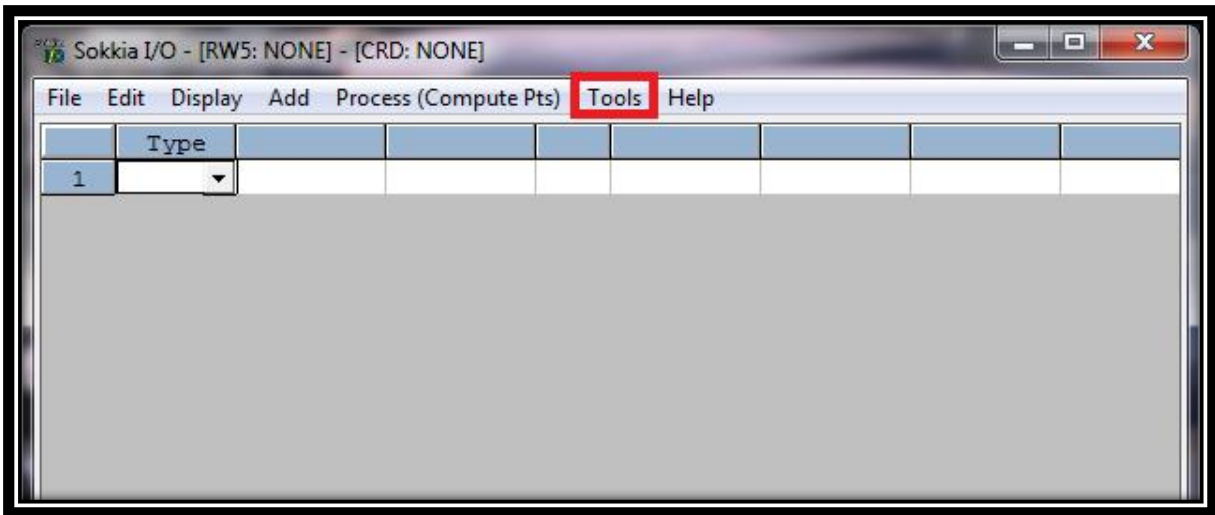 Sokkia I/O - [RW5: NONE] - [CRD: NONE]
File Edit Display Add Process (Compute Pts) Tools Help
Type
1